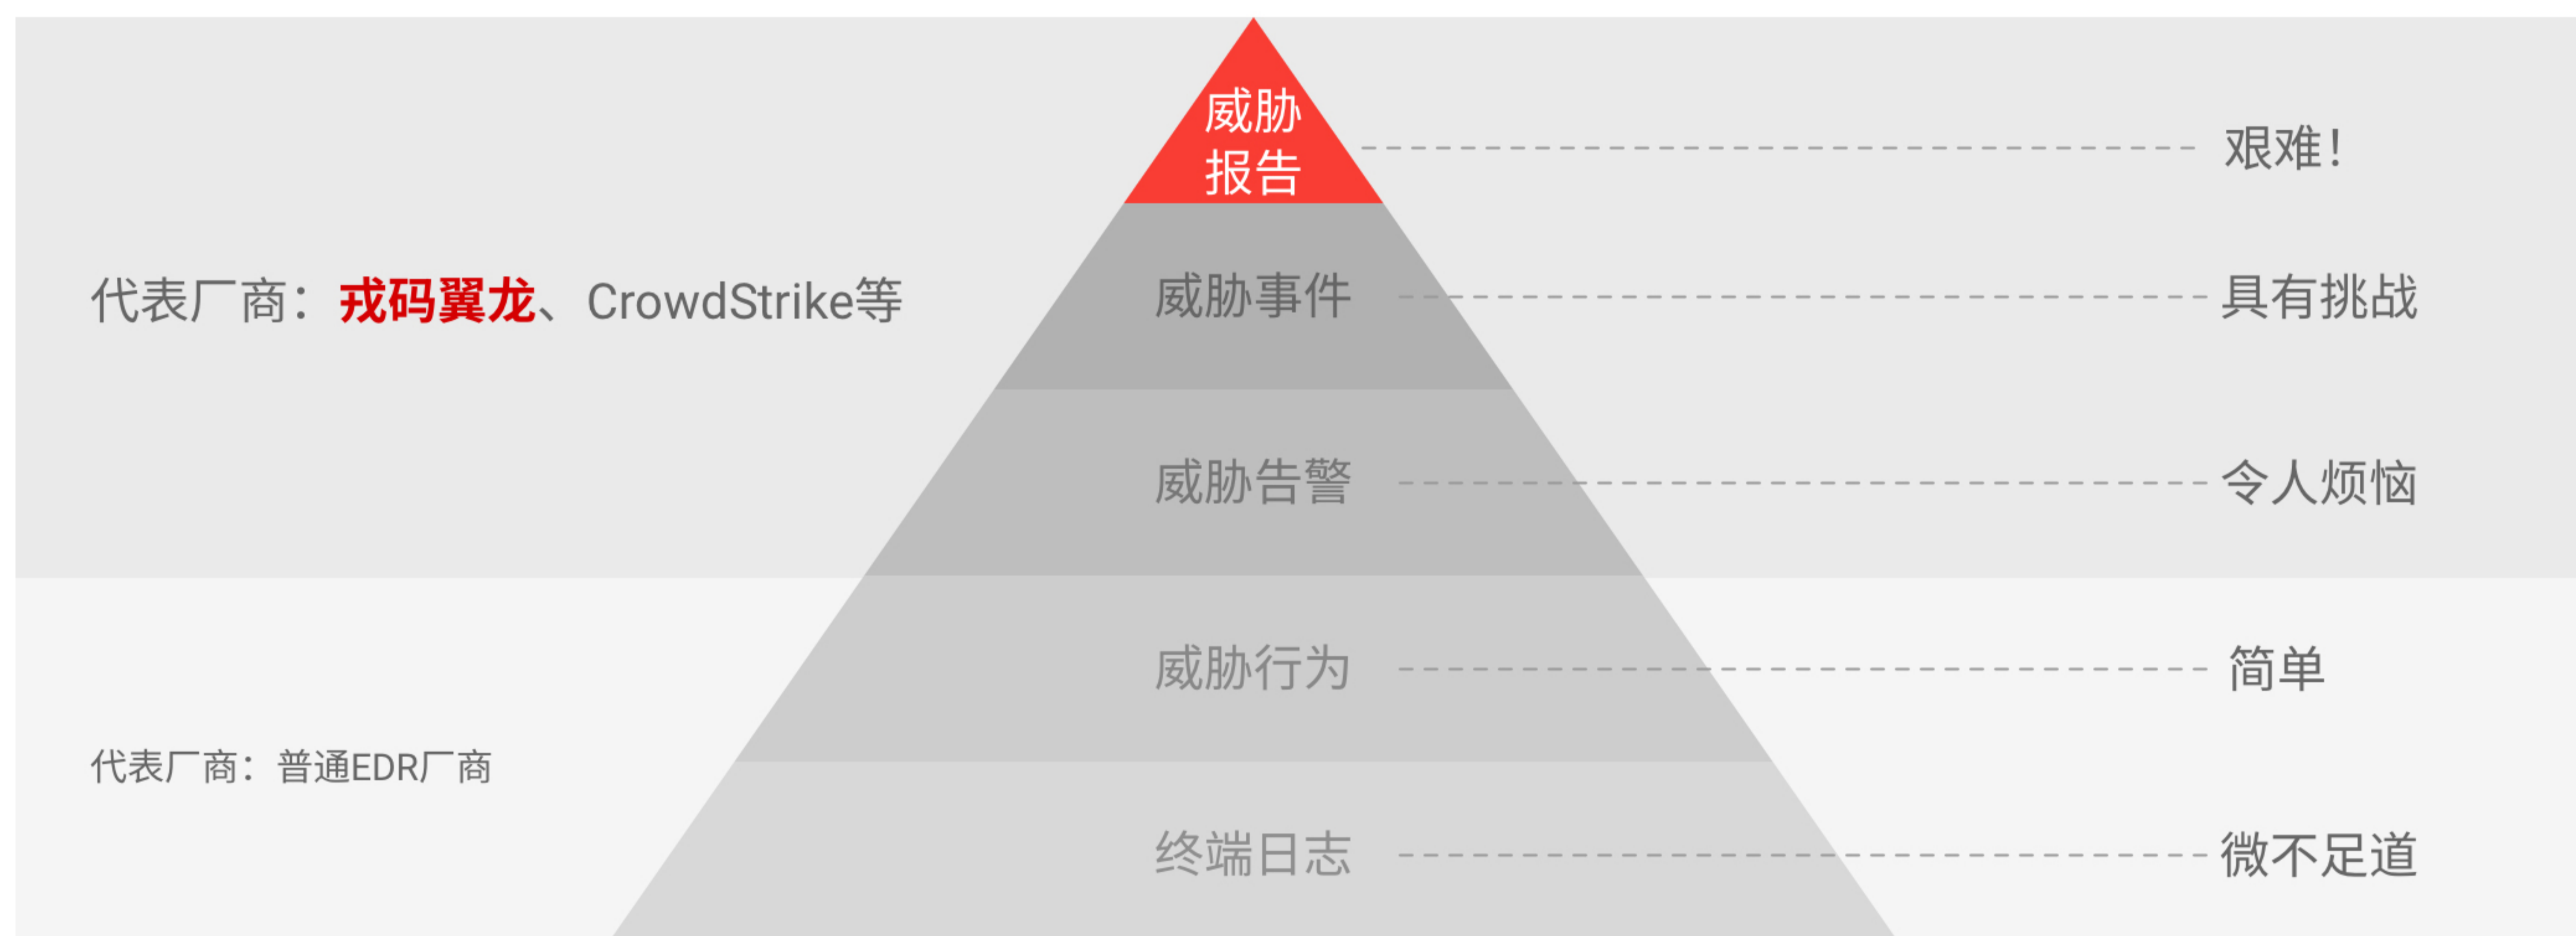 威胁
报告
艰难！
代表厂商：戎码翼龙、CrowdStrike等
威胁事件
具有挑战
威胁告警
令人烦恼
威胁行为
简单
代表厂商：普通EDR厂商
终端日志
微不足道